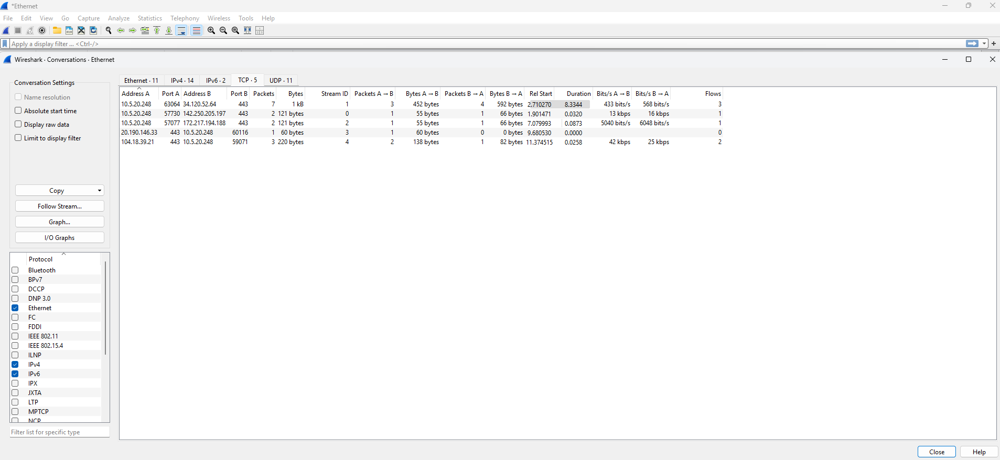 *Ethernet
File Edit View Go Capture Analyze Statistics Telephony Wireless Tools Help
Apply a display filter ... <Ctrl-/>
Wireshark · Conversations · Ethernet
Conversation Settings
Name resolution
Absolute start time
Display raw data
Limit to display filter
Copy
Follow Stream...
Graph...
I/O Graphs
Protocol
Bluetooth
BPv7
DCCP
DNP 3.0
Ethernet
FC
FDDI
IEEE 802.11
IEEE 802.15.4
ILNP
IPv4
IPv6
IPX
JXTA
LTP
MPTCP
NCP
Filter list for specific type
Ethernet · 11 IPv4 · 14 IPv6 · 2 TCP · 5 UDP · 11
Address A Port A Address B Port B Packets Bytes Stream ID Packets A → B Bytes A → B Packets B → A Bytes B → A Rel Start Duration Bits/s A → B Bits/s B → A Flows
10.5.20.248 63064 34.120.52.64 443 7 1 kB 1 3 452 bytes 4 592 bytes 2.710270 8.3344 433 bits/s 568 bits/s 3
10.5.20.248 57730 142.250.205.197 443 2 121 bytes 0 1 55 bytes 1 66 bytes 1.901471 0.0320 13 kbps 16 kbps 1
10.5.20.248 57077 172.217.194.188 443 2 121 bytes 2 1 55 bytes 1 66 bytes 7.079993 0.0873 5040 bits/s 6048 bits/s 1
20.190.146.33 443 10.5.20.248 60116 1 60 bytes 3 1 60 bytes 0 0 bytes 9.680530 0.0000 0
104.18.39.21 443 10.5.20.248 59071 3 220 bytes 4 2 138 bytes 1 82 bytes 11.374515 0.0258 42 kbps 25 kbps 2
Close Help